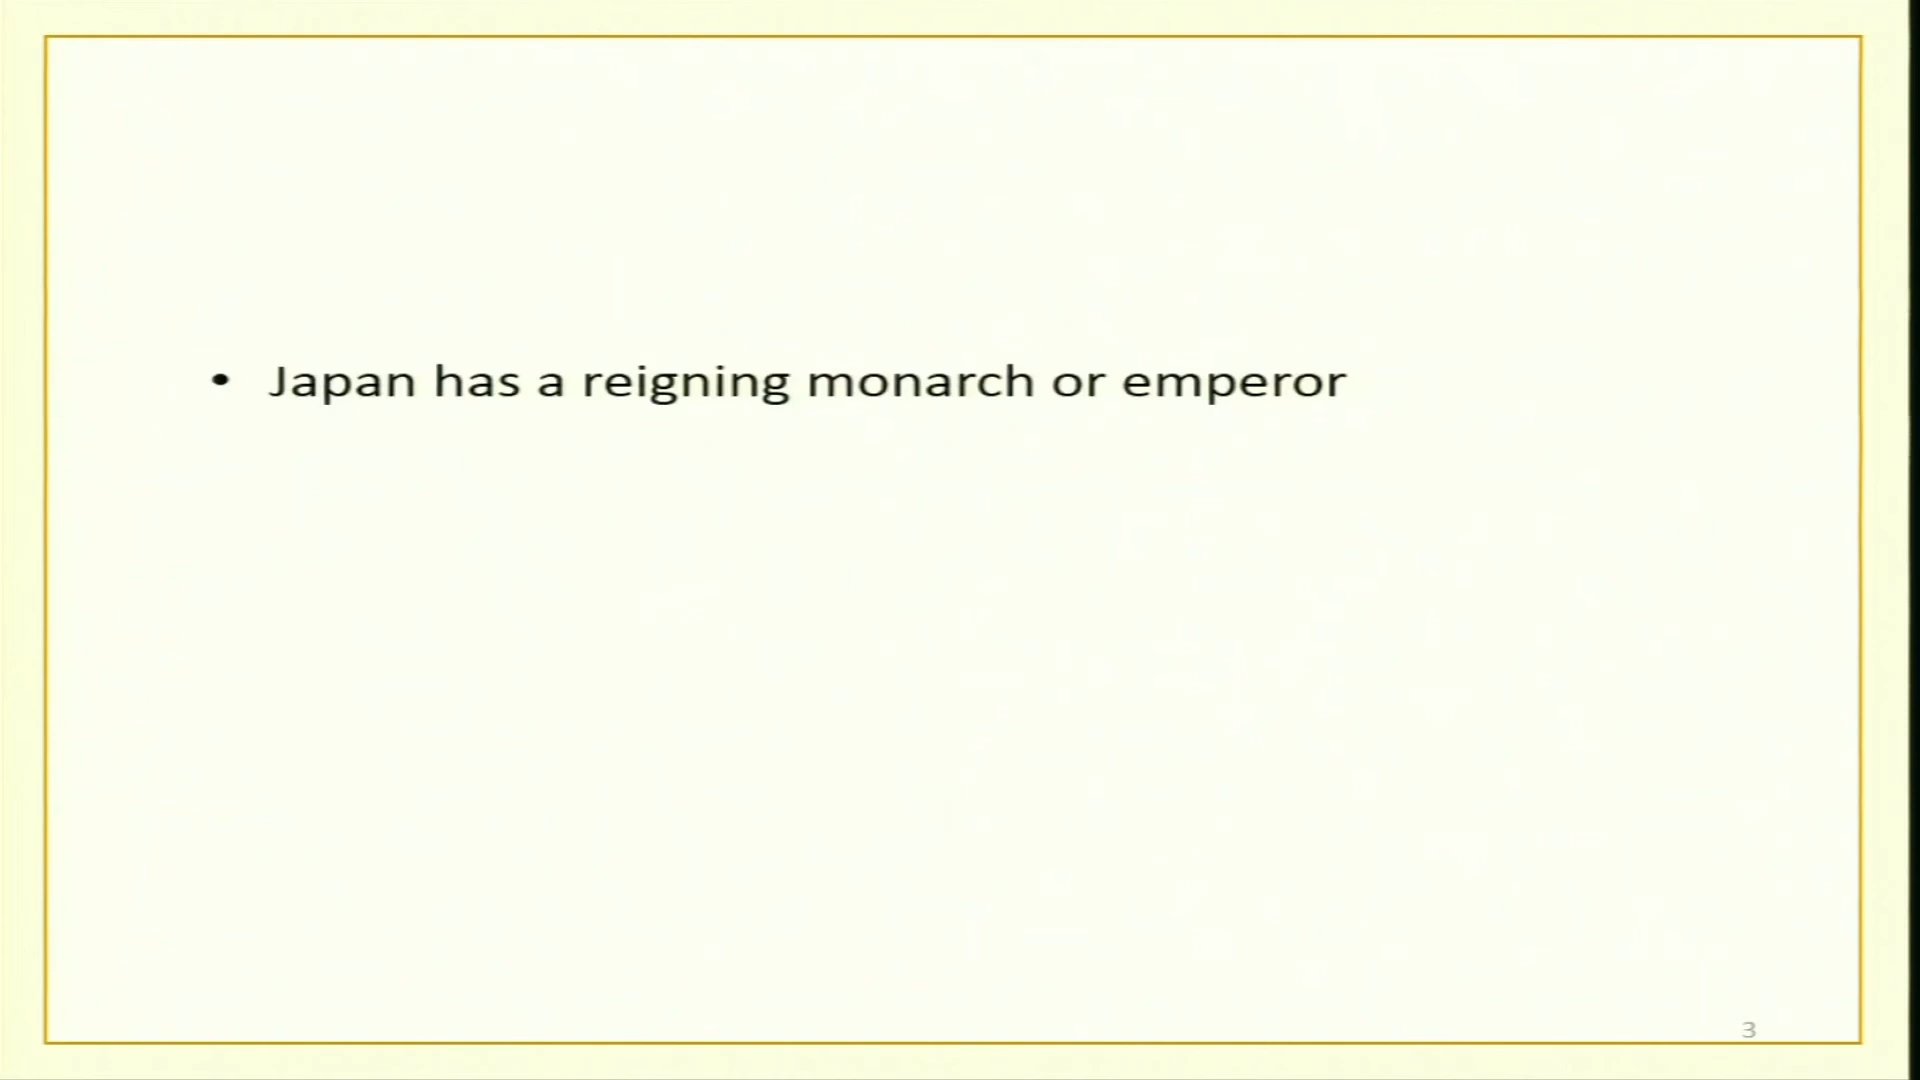 • Japan has a reigning monarch or emperor
3